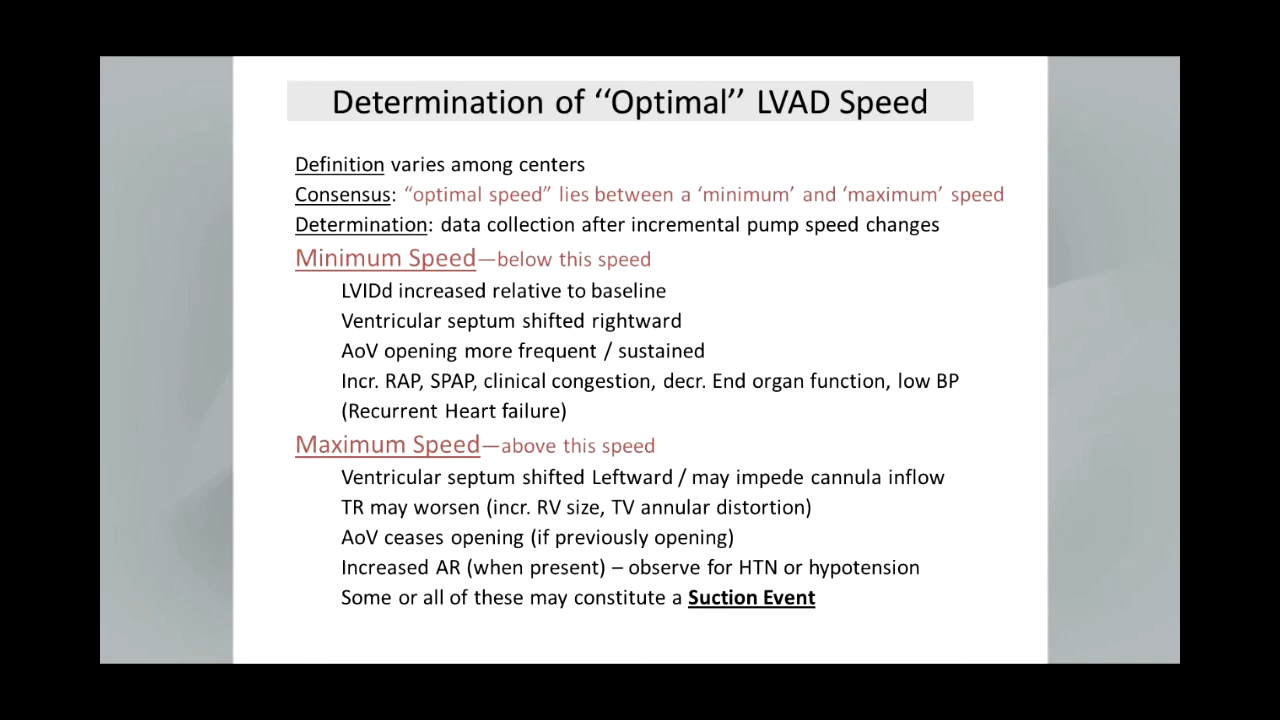 Determination of ‘‘Optimal’’ LVAD Speed
Definition varies among centers
Consensus: “optimal speed” lies between a ‘minimum’ and ‘maximum’ speed
Determination: data collection after incremental pump speed changes
Minimum Speed—below this speed
LVIDd increased relative to baseline
Ventricular septum shifted rightward
AoV opening more frequent / sustained
Incr. RAP, SPAP, clinical congestion, decr. End organ function, low BP
(Recurrent Heart failure)
Maximum Speed—above this speed
Ventricular septum shifted Leftward / may impede cannula inflow
TR may worsen (incr. RV size, TV annular distortion)
AoV ceases opening (if previously opening)
Increased AR (when present) – observe for HTN or hypotension
Some or all of these may constitute a Suction Event